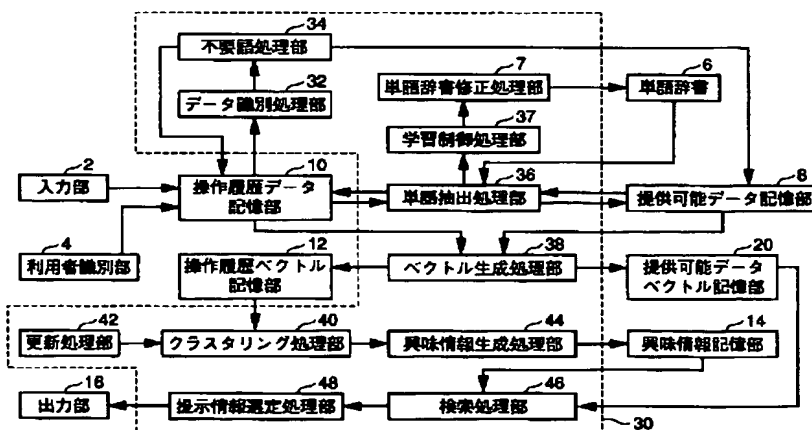 34
不要語処理部
7
6
32
単語辞書修正処理部
単語辞書
データ識別処理部
37
学習制御処理部
2
10
36
8
入力部
操作履歴データ
記憶部
単語抽出処理部
提供可能データ記憶部
4
12
38
20
利用者識別部
操作履歴ベクトル
記憶部
ベクトル生成処理部
提供可能データ
ベクトル記憶部
42
40
44
14
更新処理部
クラスタリング処理部
興味情報生成処理部
興味情報記憶部
16
48
46
出力部
提示情報選定処理部
検索処理部
30